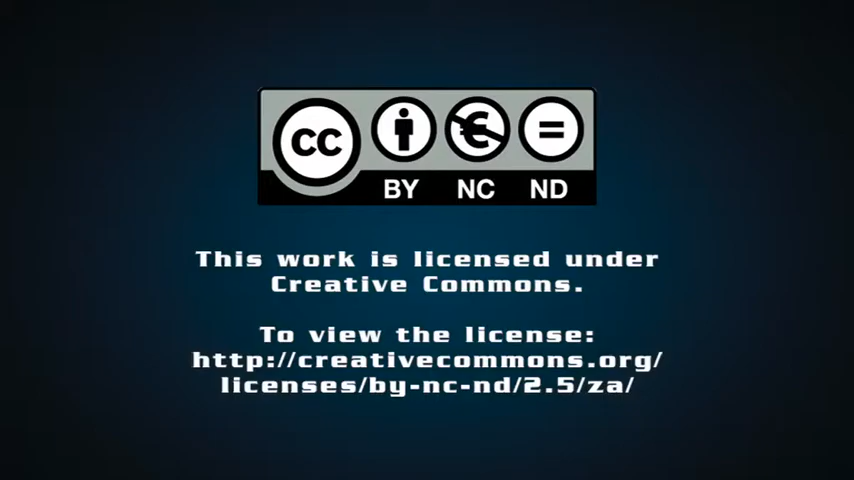 cc
BY NC ND
This work is licensed under
Creative Commons.
To view the license:
http://creativecommons.org/
licenses/by-nc-nd/2.5/za/